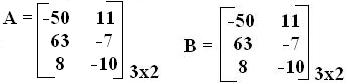 A = [-50 11
63 -7
8 -10] 3x2
B = [-50 11
63 -7
8 -10] 3x2